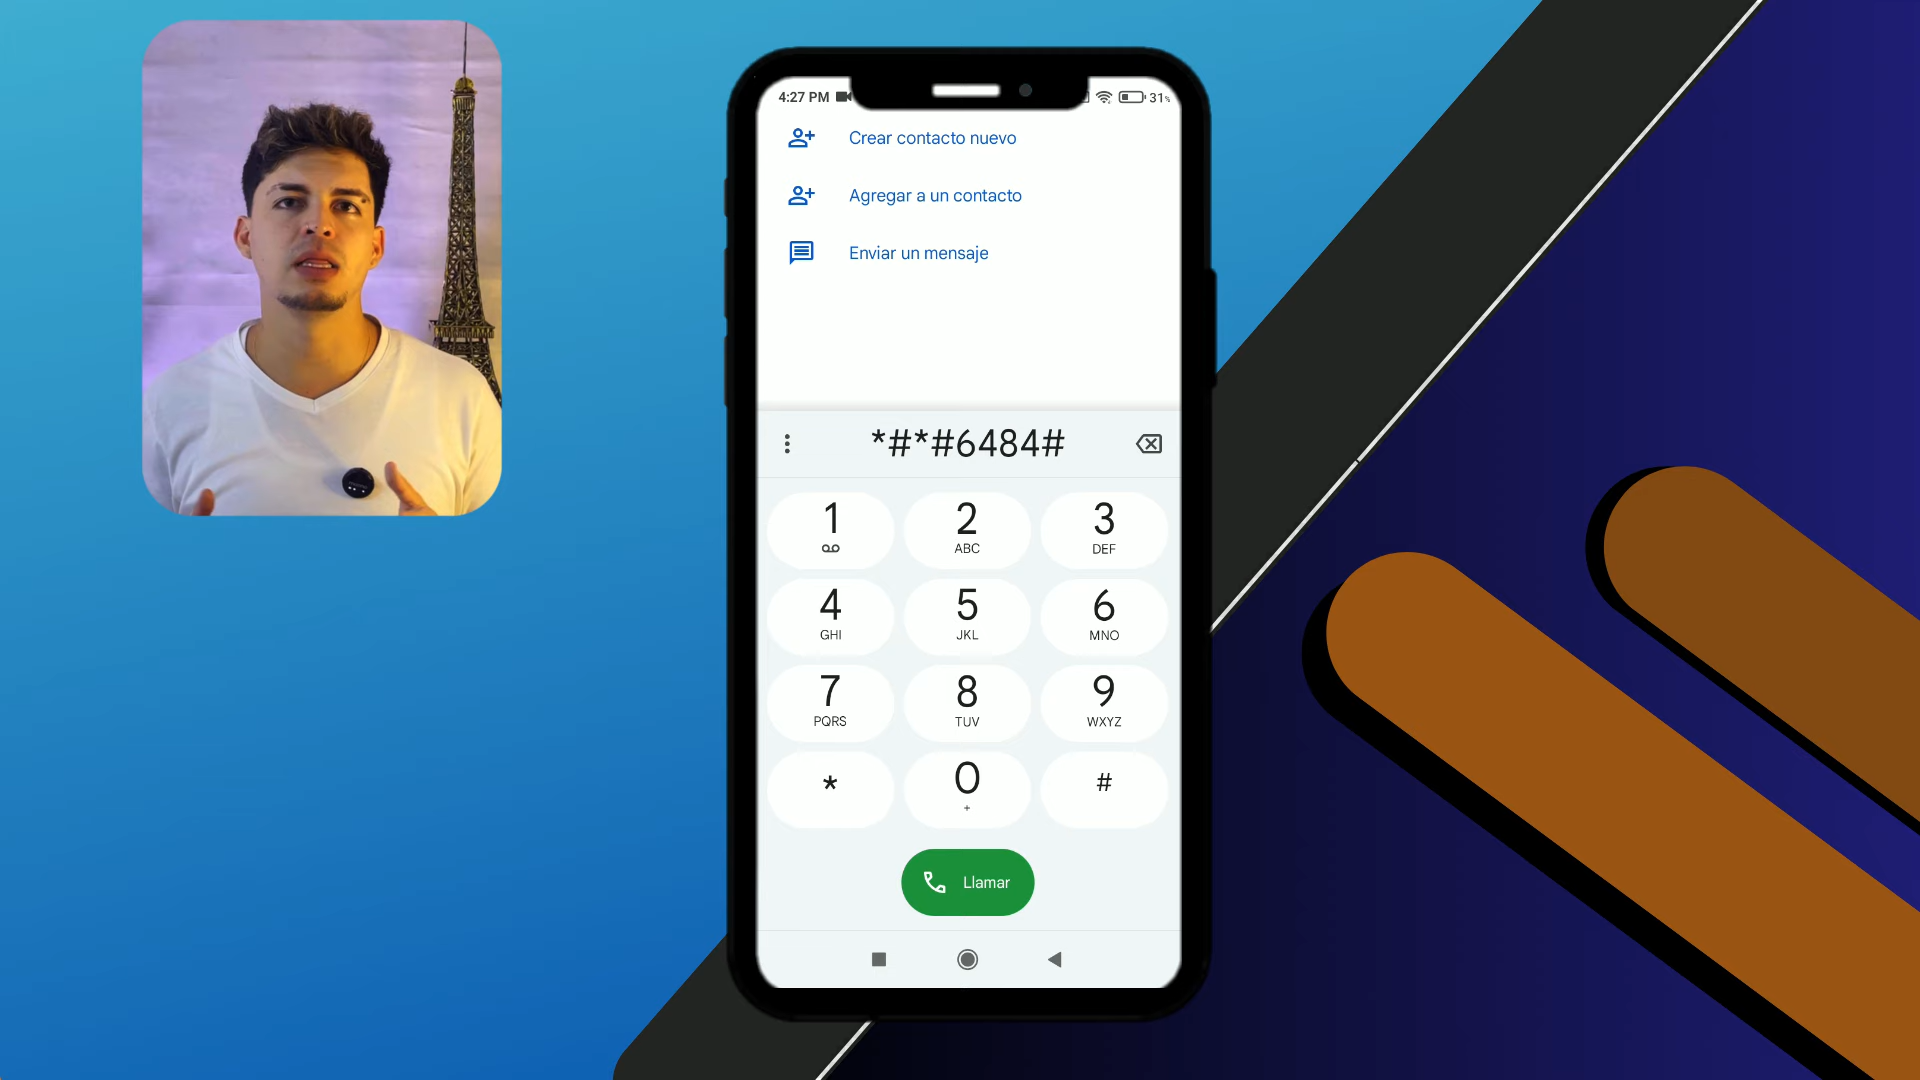 4:27 PM
31%
Crear contacto nuevo
Agregar a un contacto
Enviar un mensaje
*#*#6484#
1
2 ABC
3 DEF
4 GHI
5 JKL
6 MNO
7 PQRS
8 TUV
9 WXYZ
*
0 +
#
Llamar